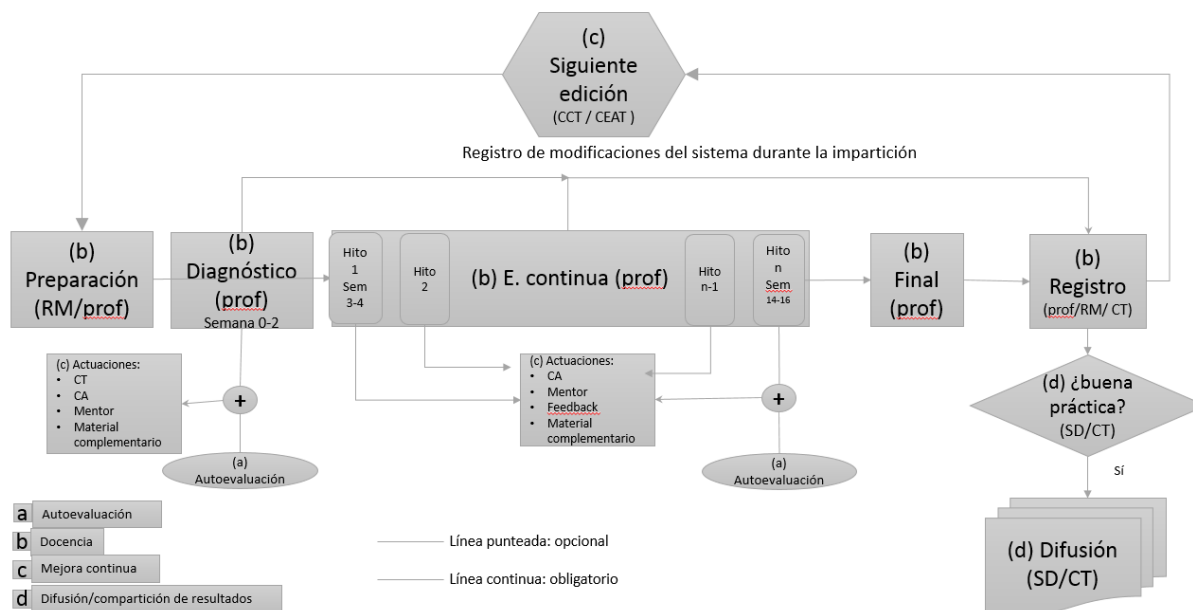 (c)
Siguiente
edición
(CCT / CEAT )
Registro de modificaciones del sistema durante la impartición
(b)
Preparación
(RM/prof)
(b)
Diagnóstico
(prof)
Semana 0-2
Hito
1
Sem
3-4
Hito
2
(b) E. continua (prof)
Hito
n-1
Hito
n
Sem
14-16
(b)
Final
(prof)
(b)
Registro
(prof/RM/ CT)
(c) Actuaciones:
• CT
• CA
• Mentor
• Material
complementario
+
(a)
Autoevaluación
(c) Actuaciones:
• CA
• Mentor
• Feedback
• Material
complementario
+
(a)
Autoevaluación
(d) ¿buena
práctica?
(SD/CT)
Sí
(d) Difusión
(SD/CT)
a Autoevaluación
b Docencia
c Mejora continua
d Difusión/compartición de resultados
Línea punteada: opcional
Línea continua: obligatorio